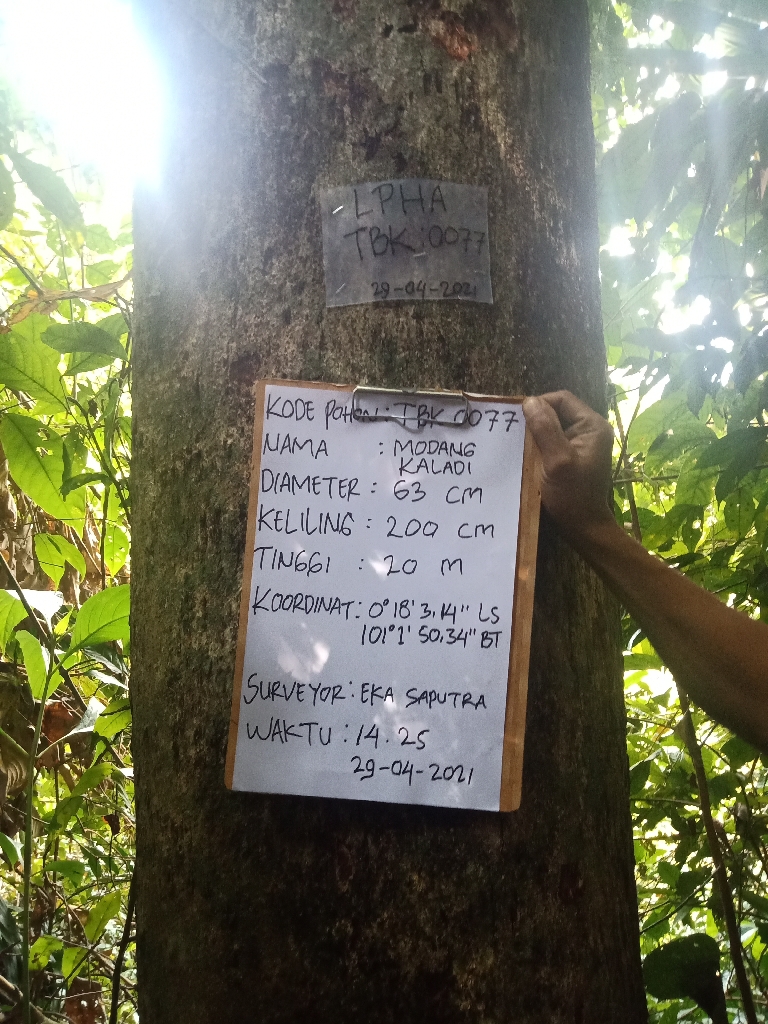 LPHA
TBK:0077
29-04-2021
KODE POHON: TBK 0077
NAMA : MODANG
KALADI
DIAMETER: 63 CM
KELILING: 200 CM
TINGGI : 20 M
KOORDINAT: 0°18'3.14" LS
101°1'50.34" BT
SURVEYOR: EKA SAPUTRA
WAKTU: 14.25
29-04-2021